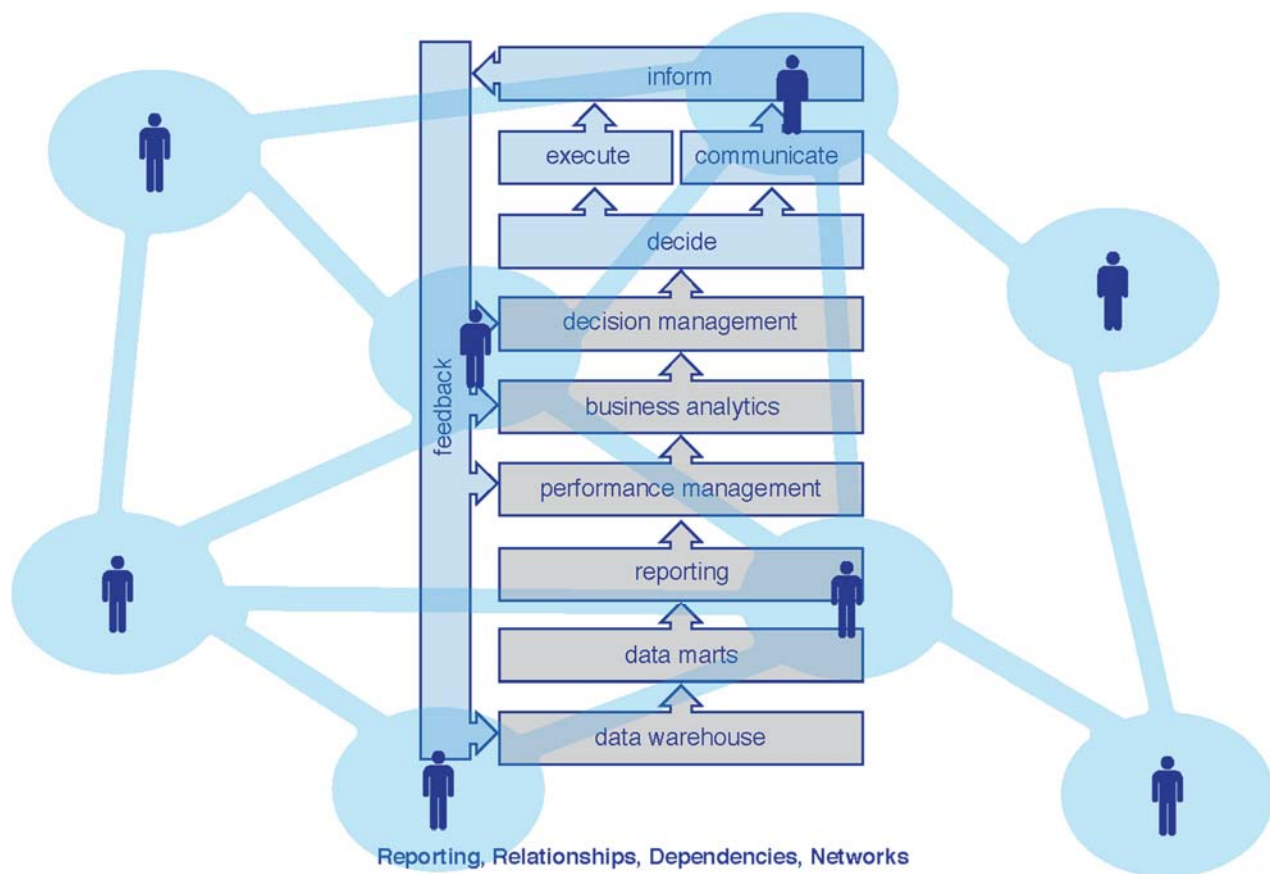 inform
execute
communicate
decide
decision management
business analytics
feedback
performance management
reporting
data marts
data warehouse
Reporting, Relationships, Dependencies, Networks